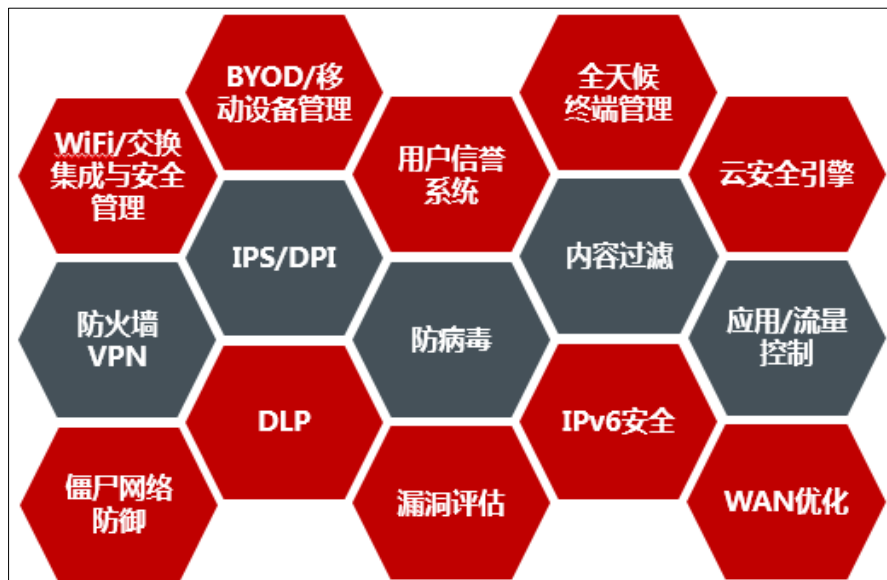 BYOD/移
动设备管理
全天候
终端管理
WiFi/交换
集成与安全
管理
用户信誉
系统
云安全引擎
IPS/DPI
内容过滤
防火墙
VPN
防病毒
应用/流量
控制
DLP
IPv6安全
僵尸网络
防御
漏洞评估
WAN优化